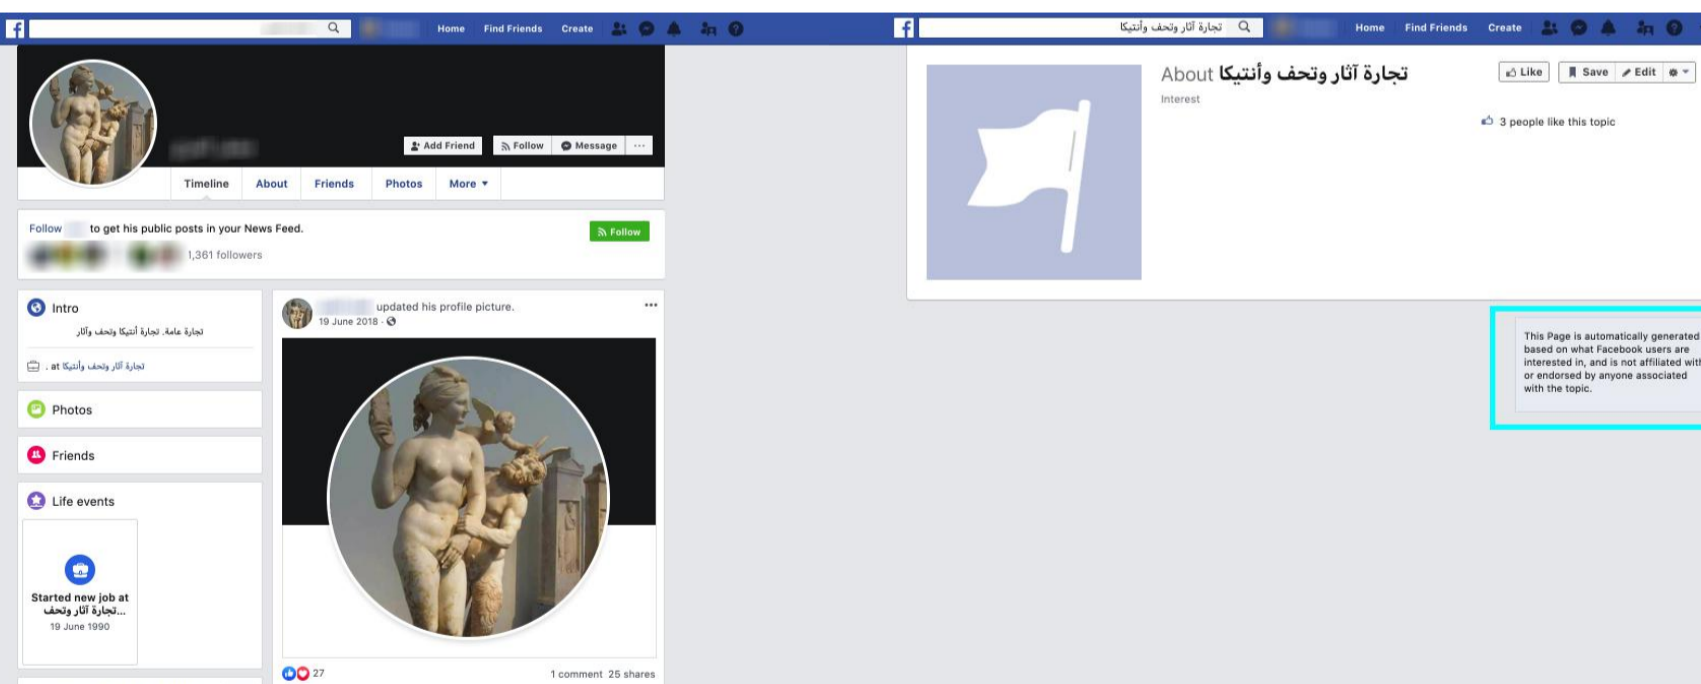 Home Find Friends Create
Add Friend Follow Message ...
Timeline About Friends Photos More
Follow to get his public posts in your News Feed.
Follow
1,361 followers
Intro
تجارة عامة. تجارة أنتيكا وتحف وآثار
تجارة آثار وتحف وأنتيكا at .
Photos
Friends
Life events
Started new job at
تجارة آثار وتحف...
19 June 1990
updated his profile picture.
19 June 2018
27
1 comment 25 shares
تجارة آثار وتحف وأنتيكا
Home Find Friends Create
About تجارة آثار وتحف وأنتيكا
Interest
Like Save Edit
3 people like this topic
This Page is automatically generated
based on what Facebook users are
interested in, and is not affiliated with
or endorsed by anyone associated
with the topic.